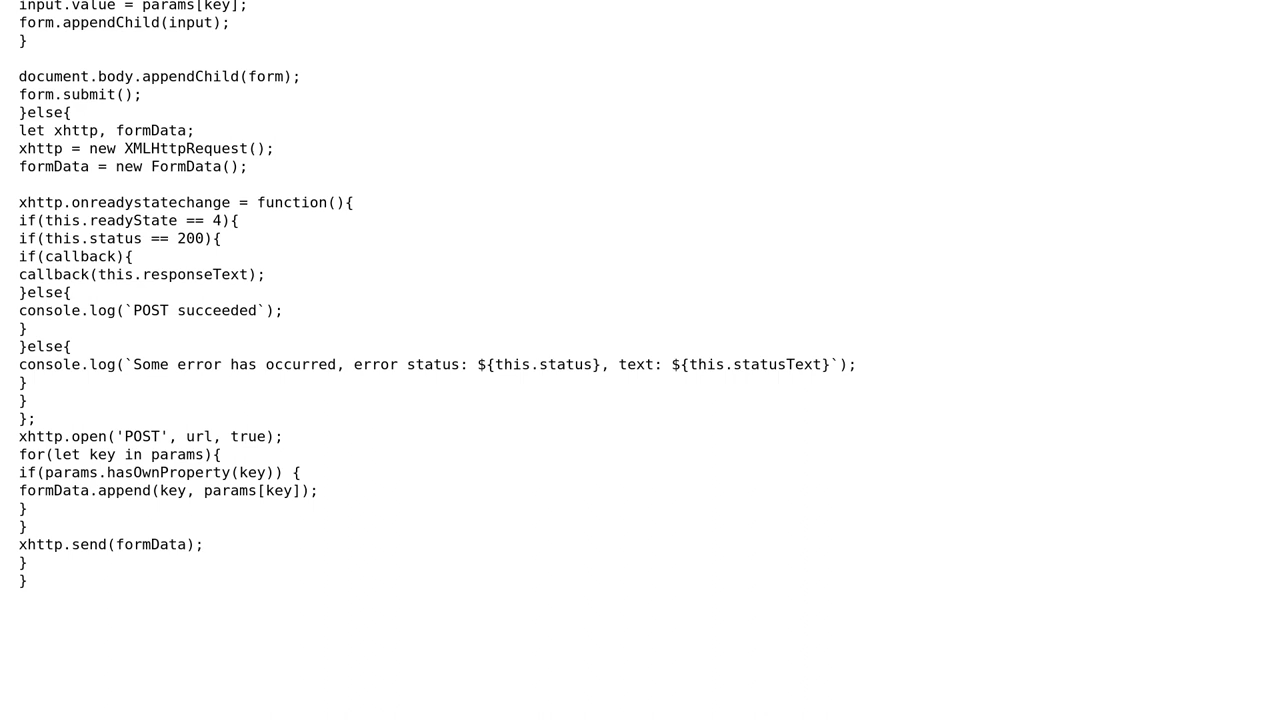 input.value = params[key];
form.appendChild(input);
}
document.body.appendChild(form);
form.submit();
}else{
let xhttp, formData;
xhttp = new XMLHttpRequest();
formData = new FormData();
xhttp.onreadystatechange = function(){
if(this.readyState == 4){
if(this.status == 200){
if(callback){
callback(this.responseText);
}else{
console.log(`POST succeeded`);
}
}else{
console.log(`Some error has occurred, error status: ${this.status}, text: ${this.statusText}`);
}
}
};
xhttp.open('POST', url, true);
for(let key in params){
if(params.hasOwnProperty(key)) {
formData.append(key, params[key]);
}
}
xhttp.send(formData);
}
}